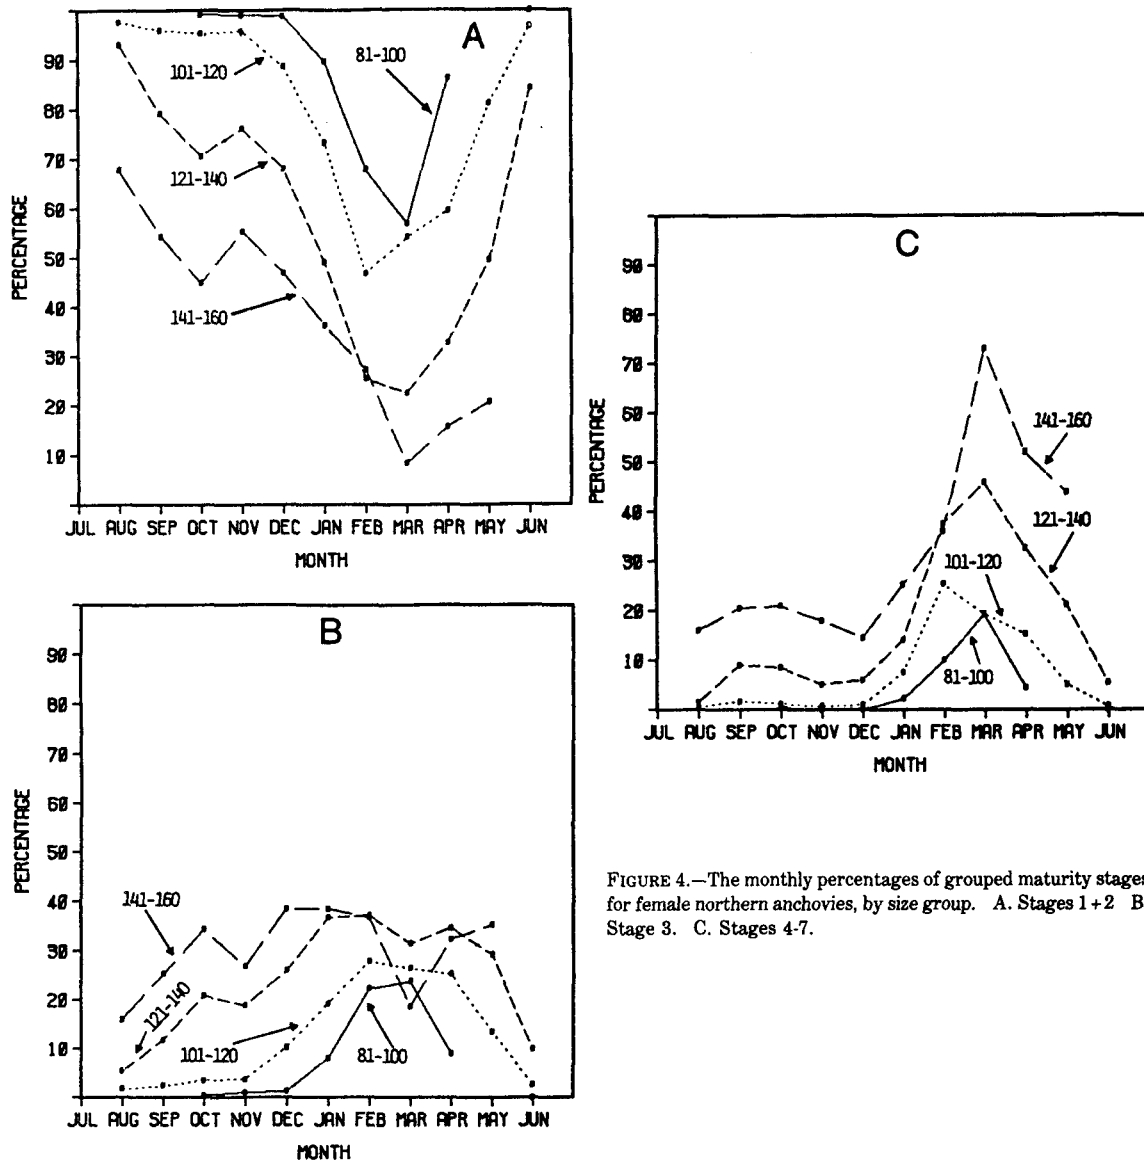 A
90
80
70
60
50
40
30
20
10
PERCENTAGE
81-100
101-120
121-140
141-160
JUL AUG SEP OCT NOV DEC JAN FEB MAR APR MAY JUN
MONTH
B
90
80
70
60
50
40
30
20
10
PERCENTAGE
141-160
121-140
101-120
81-100
JUL AUG SEP OCT NOV DEC JAN FEB MAR APR MAY JUN
MONTH
C
90
80
70
60
50
40
30
20
10
PERCENTAGE
141-160
121-140
101-120
81-100
JUL AUG SEP OCT NOV DEC JAN FEB MAR APR MAY JUN
MONTH
FIGURE 4.—The monthly percentages of grouped maturity stages
for female northern anchovies, by size group. A. Stages 1+2 B
Stage 3. C. Stages 4-7.